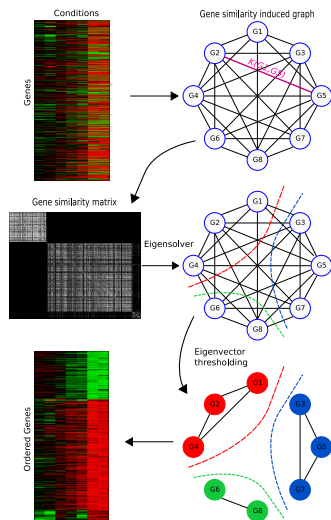 Conditions
Genes
Gene similarity induced graph
G1
G2
G3
K(G2,G5)
G4
G5
G6
G7
G8
Gene similarity matrix
Eigensolver
G1
G2
G3
G4
G5
G6
G7
G8
Eigenvector
thresholding
Ordered Genes
G1
G2
G3
G4
G5
G6
G7
G8